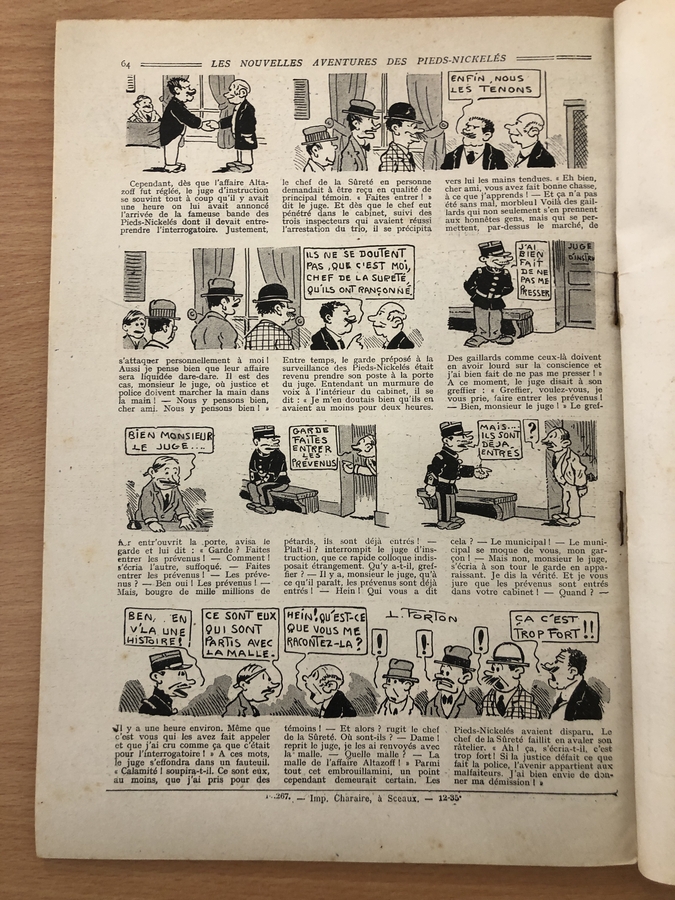 64 LES NOUVELLES AVENTURES DES PIEDS-NICKELÉS
ENFIN, NOUS
LES TENONS
Cependant, dès que l'affaire Alta-
zoff fut réglée, le juge d'instruction
se souvint tout à coup qu'il y avait
une heure on lui avait annoncé
l'arrivée de la fameuse bande des
Pieds-Nickelés dont il devait entre-
prendre l'interrogatoire. Justement,
le chef de la Sûreté en personne
demandait à être reçu en qualité de
principal témoin. « Faites entrer ! »
dit le juge. Et dès que le chef eut
pénétré dans le cabinet, suivi des
trois inspecteurs qui avaient réussi
l'arrestation du trio, il se précipita
vers lui les mains tendues. « Eh bien,
cher ami, vous avez fait bonne chasse,
à ce que j'apprends ! — Et ça n'a pas
été sans mal, morbleu ! Voilà des gail-
lards qui non seulement s'en prennent
aux honnêtes gens, mais qui se per-
mettent, par-dessus le marché, de
ILS NE SE DOUTENT
PAS, QUE C'EST MOI,
CHEF DE LA SURETÉ,
QU'ILS ONT RANÇONNÉ.
J'AI
BIEN
FAIT
DE NE
PAS ME
PRESSER
JUGE
D'INSTR
s'attaquer personnellement à moi !
Aussi je pense bien que leur affaire
sera liquidée dare-dare. Il est des
cas, monsieur le juge, où justice et
police doivent marcher la main dans
la main ! — Nous y pensons bien,
cher ami. Nous y pensons bien ! »
Entre temps, le garde préposé à la
surveillance des Pieds-Nickelés était
revenu prendre son poste à la porte
du juge. Entendant un murmure de
voix à l'intérieur du cabinet, il se
dit : « Je m'en doutais bien qu'ils en
avaient au moins pour deux heures.
Des gaillards comme ceux-là doivent
en avoir lourd sur la conscience et
j'ai bien fait de ne pas me presser ! »
A ce moment, le juge disait à son
greffier : « Greffier, voulez-vous, je
vous prie, faire entrer les prévenus !
— Bien, monsieur le juge ! » Le gref-
BIEN MONSIEUR
LE JUGE....
GARDE
FAITES
ENTRER
LES
PRÉVENUS
MAIS...
ILS SONT
DÉJA
ENTRÉS
?
fier entr'ouvrit la porte, avisa le
garde et lui dit : « Garde ? Faites
entrer les prévenus ! — Comment !
s'écria l'autre, suffoqué. — Faites
entrer les prévenus ! — Les préve-
nus ? — Ben oui ! Les prévenus ! —
Mais, bougre de mille millions de
pétards, ils sont déjà entrés ! —
Plaît-il ? interrompit le juge d'ins-
truction, que ce rapide colloque indis-
posait étrangement. Qu'y a-t-il, gref-
fier ? — Il y a, monsieur le juge, qu'à
ce qu'il paraît, les prévenus sont déjà
entrés ! — Hein ! Qui vous a dit
cela ? — Le municipal ! — Le muni-
cipal se moque de vous, mon gar-
çon ! — Mais non, monsieur le juge,
s'écria à son tour le garde en appa-
raissant. Je dis la vérité. Et je vous
jure que les prévenus sont entrés
dans votre cabinet ! — Quand ? —
BEN, EN
V'LA UNE
HISTOIRE!
CE SONT EUX
QUI SONT
PARTIS AVEC
LA MALLE.
HEIN! QU'EST-CE
QUE VOUS ME
RACONTEZ-LA?
L. FORTON
!
!
!
ÇA C'EST
TROP FORT!!
Il y a une heure environ. Même que
c'est vous qui les avez fait appeler
et que j'ai cru comme ça que c'était
pour l'interrogatoire ! » A ces mots,
le juge s'effondra dans un fauteuil.
« Calamité ! soupira-t-il. Ce sont eux,
au moins, que j'ai pris pour des
témoins ! — Et alors ? rugit le chef
de la Sûreté. Où sont-ils ? — Dame !
reprit le juge, je les ai renvoyés avec
la malle. — Quelle malle ? — La
malle de l'affaire Altazoff ! » Parmi
tout cet embrouillamini, un point
cependant demeurait certain. Les
Pieds-Nickelés avaient disparu. Le
chef de la Sûreté faillit en avaler son
râtelier. « Ah ! ça, s'écria-t-il, c'est
trop fort ! Si la justice défait ce que
fait la police, l'avenir appartient aux
malfaiteurs. J'ai bien envie de don-
ner ma démission ! »
267. — Imp. Charaire, à Sceaux. — 12-35